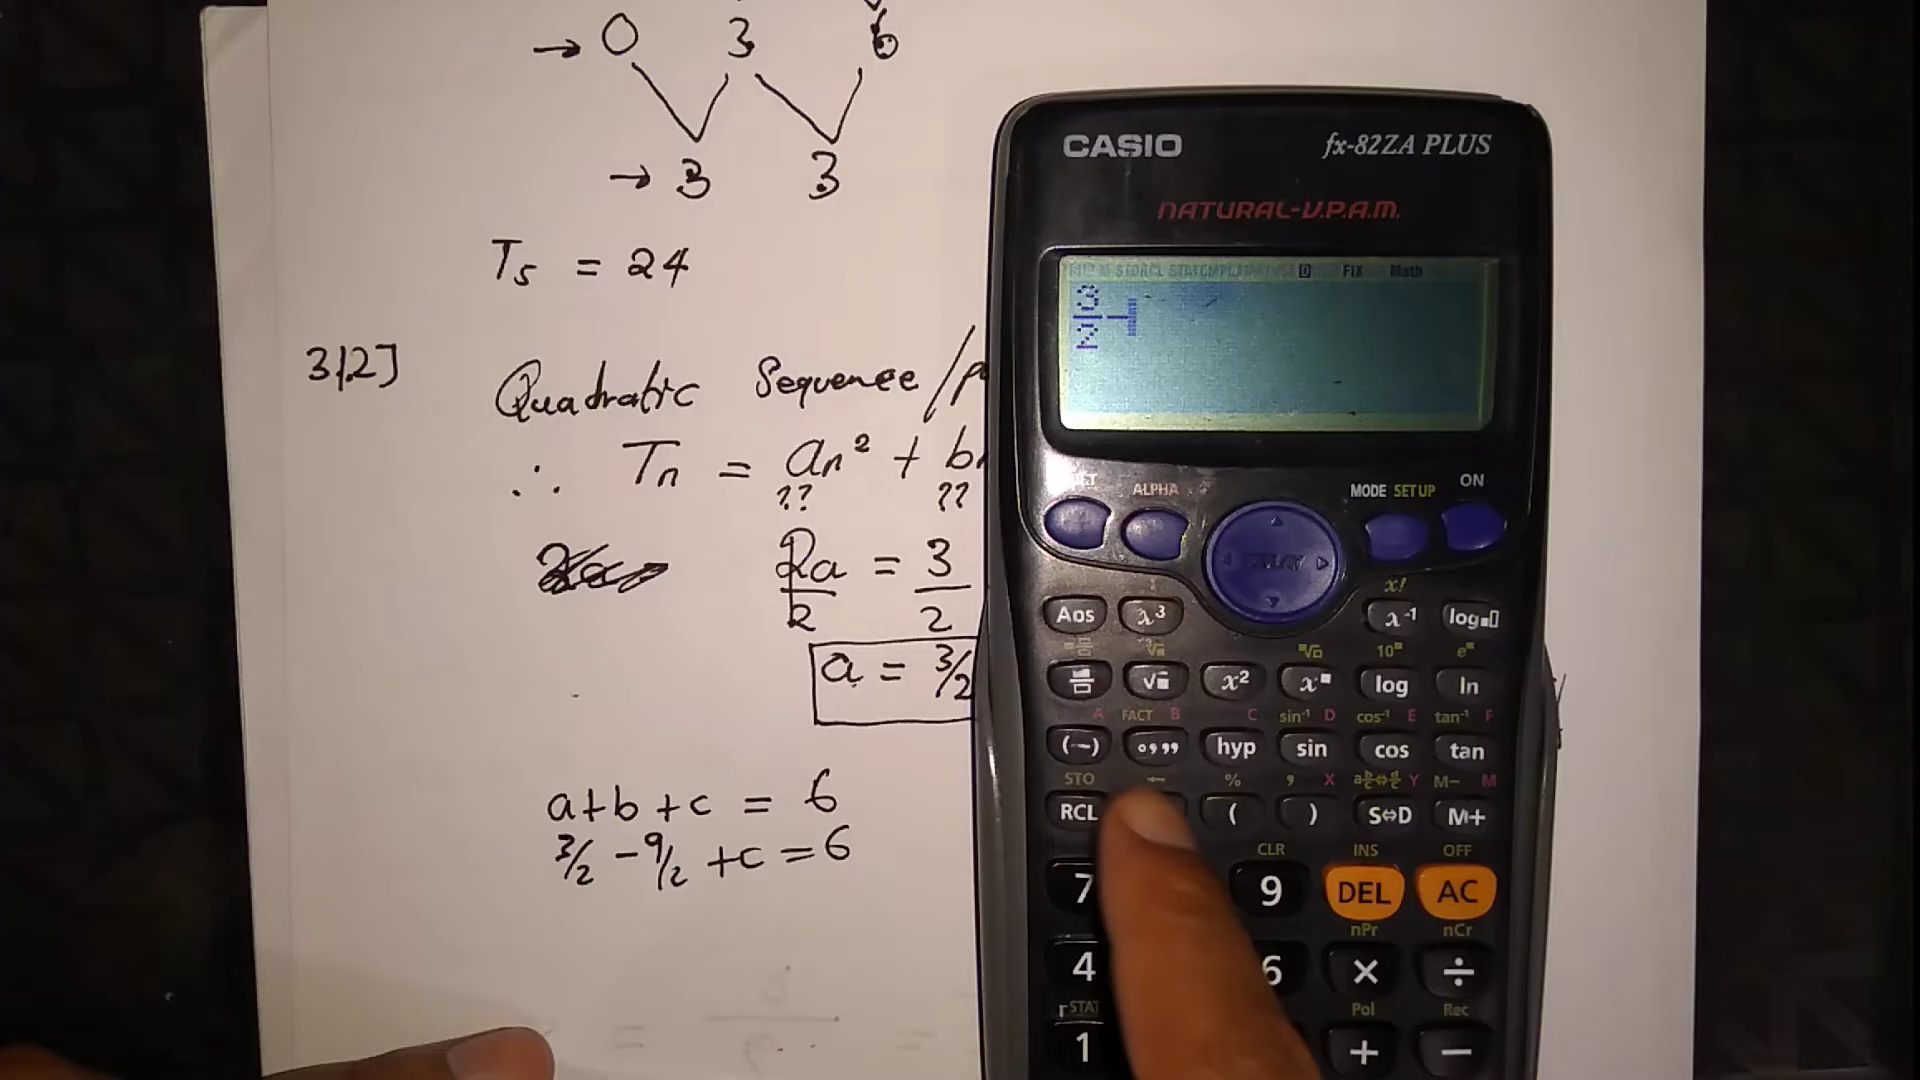 → 0 3 6
→ 3 3
T5 = 24
3.2] Quadratic Sequence /
∴ Tn = an² + b
?? ??
2a = 3
2 2
a = 3/2
a+b+c = 6
3/2 - 9/2 + c = 6
CASIO fx-82ZA PLUS
NATURAL-V.P.A.M.
D FIX Math
3/2 -
ALPHA MODE SETUP ON
REPLAY
x!
Abs x³ x⁻¹ log
10 e
√ x² x log ln
A FACT B C sin⁻¹ D cos⁻¹ E tan⁻¹ F
(−) hyp sin cos tan
STO ← % , X Y M− M
RCL ( ) S⇔D M+
CLR INS OFF
7 9 DEL AC
nPr nCr
4 6 × ÷
STAT Pol Rec
1 + −